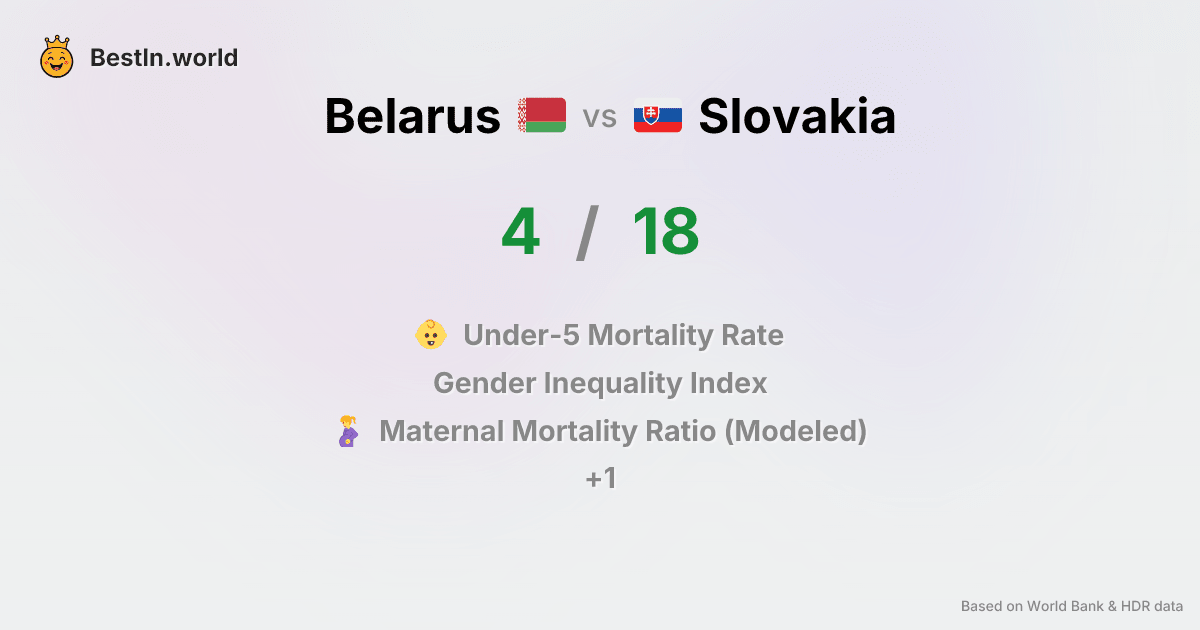 BestIn.world
Belarus vs Slovakia
4 / 18
Under-5 Mortality Rate
Gender Inequality Index
Maternal Mortality Ratio (Modeled)
+1
Based on World Bank & HDR data